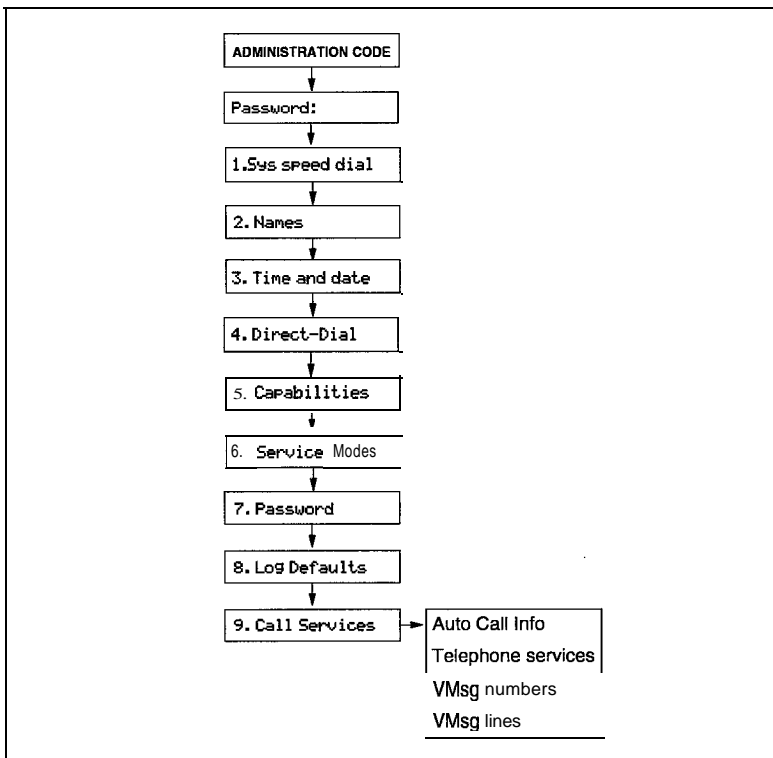 ADMINISTRATION CODE
Password:
1.Sys speed dial
2. Names
3. Time and date
4. Direct-Dial
5. Capabilities
6. Service Modes
7. Password
8. Log Defaults
9. Call Services
Auto Call Info
Telephone services
VMsg numbers
VMsg lines